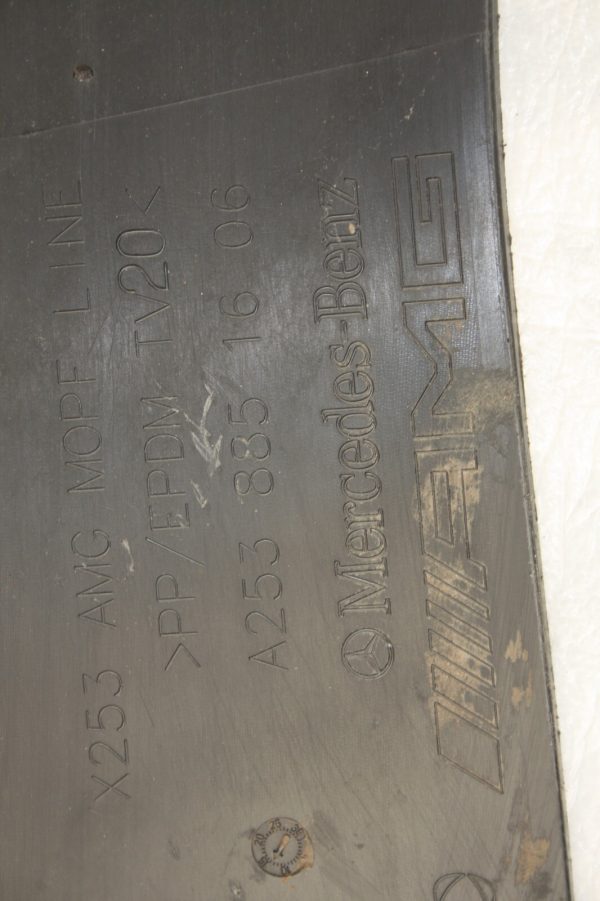 X253 AMG MOPF LINE
>PP/EPDM TV20<
A253 885 16 06
Mercedes-Benz
AMG